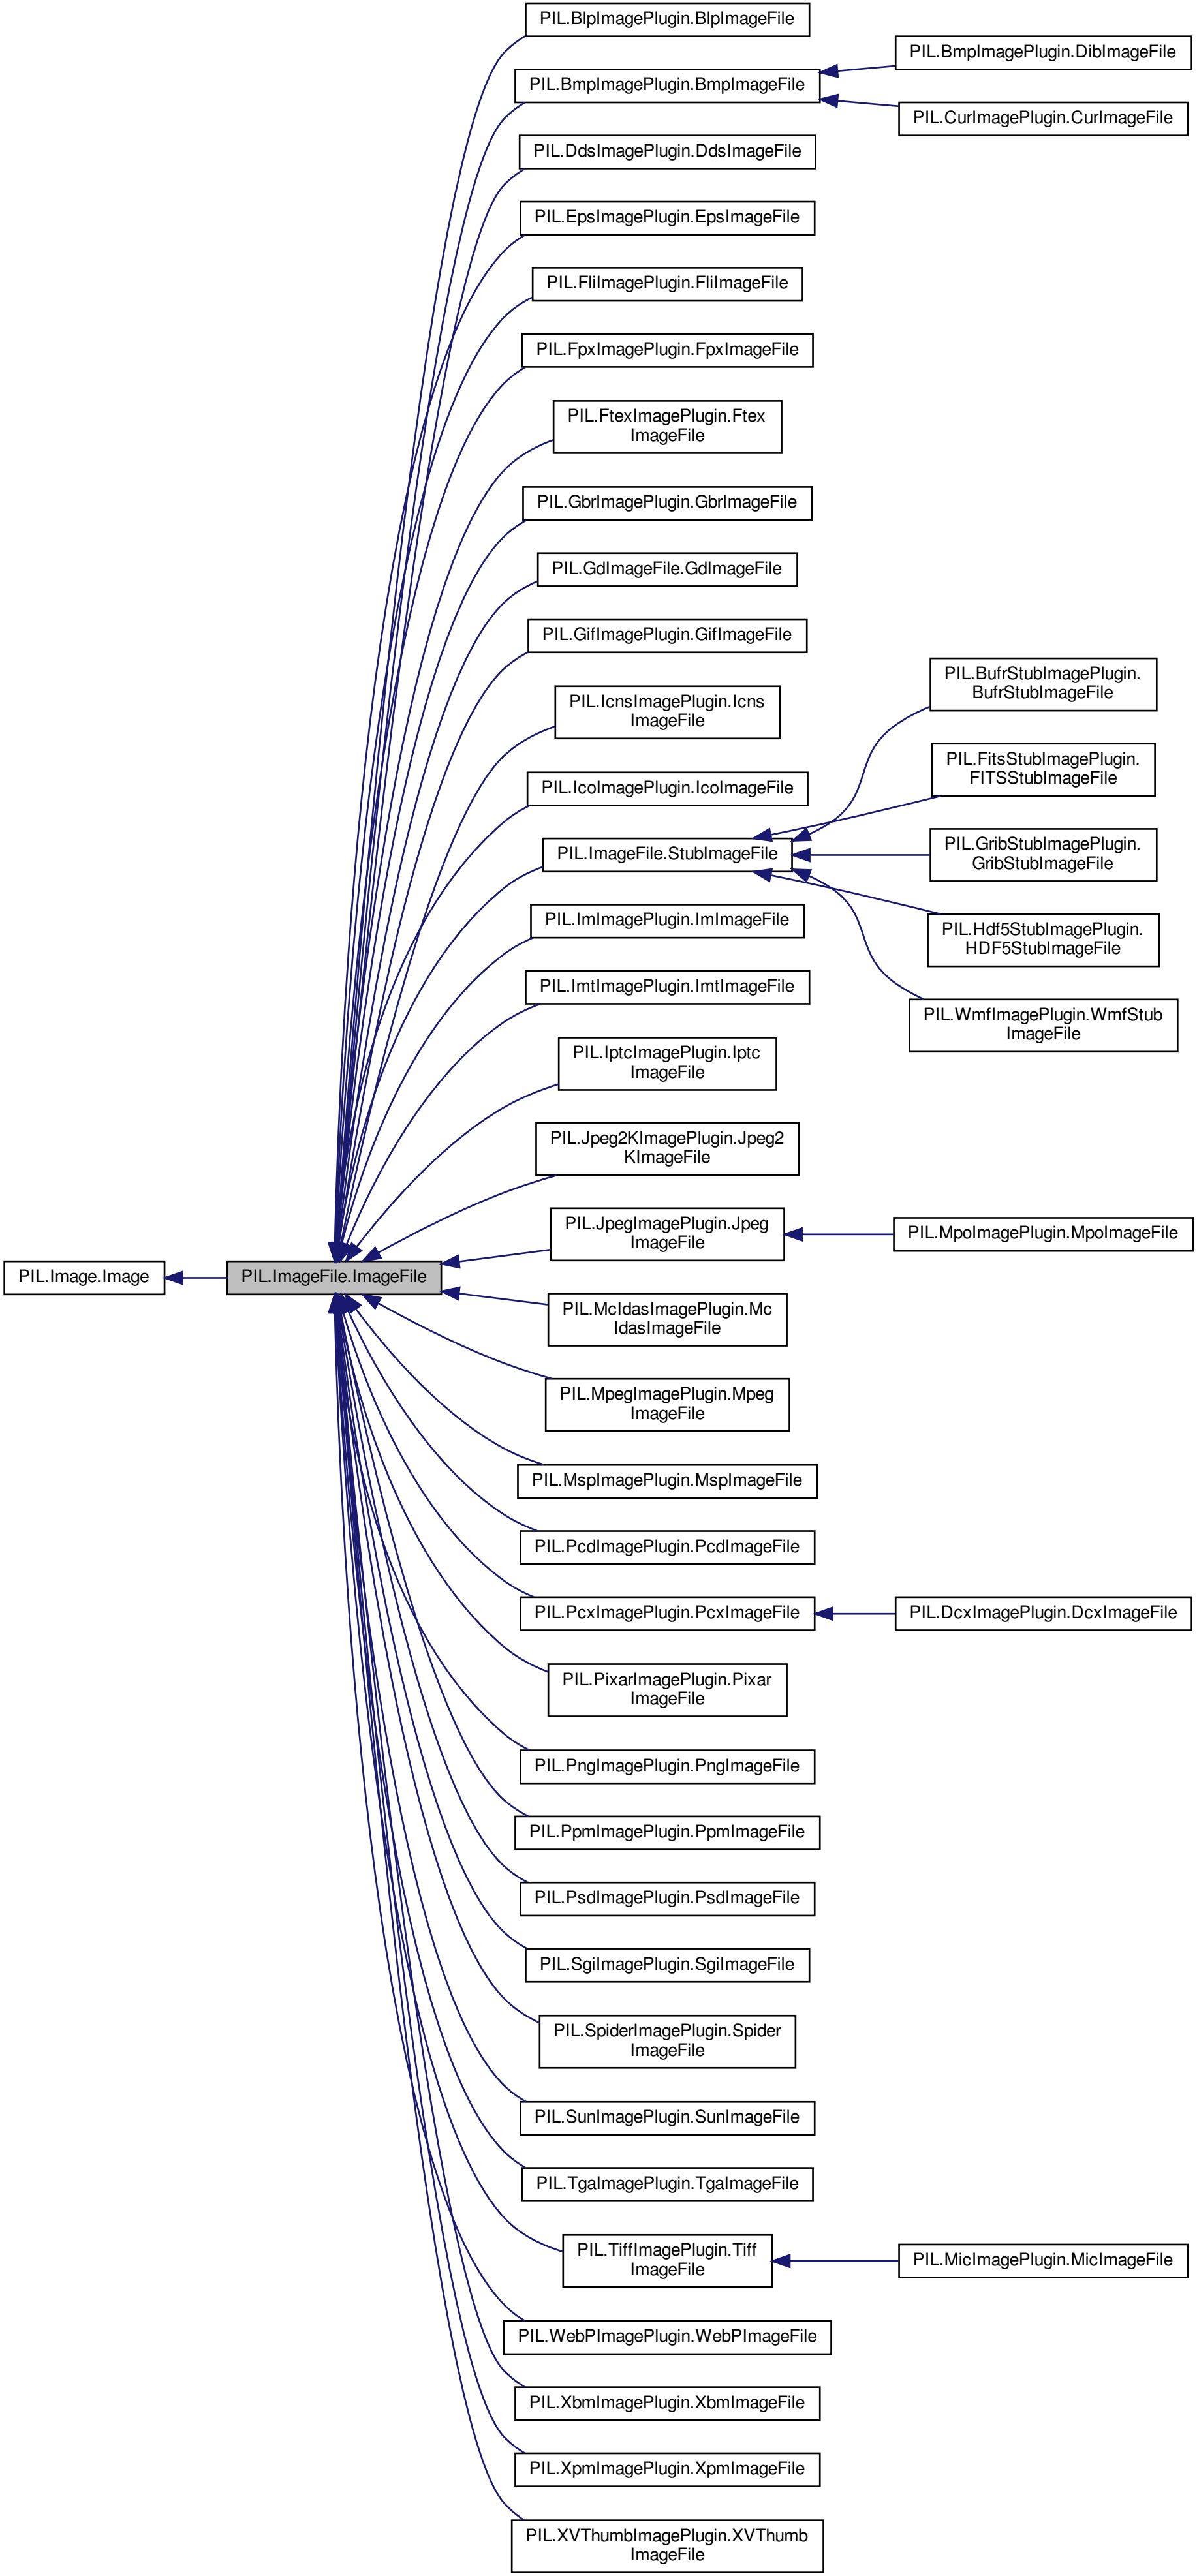 PIL.BlpImagePlugin.BlpImageFile
PIL.BmpImagePlugin.BmpImageFile
PIL.BmpImagePlugin.DibImageFile
PIL.CurImagePlugin.CurImageFile
PIL.DdsImagePlugin.DdsImageFile
PIL.EpsImagePlugin.EpsImageFile
PIL.FliImagePlugin.FliImageFile
PIL.FpxImagePlugin.FpxImageFile
PIL.FtexImagePlugin.Ftex
ImageFile
PIL.GbrImagePlugin.GbrImageFile
PIL.GdImageFile.GdImageFile
PIL.GifImagePlugin.GifImageFile
PIL.IcnsImagePlugin.Icns
ImageFile
PIL.IcoImagePlugin.IcoImageFile
PIL.ImageFile.StubImageFile
PIL.BufrStubImagePlugin.
BufrStubImageFile
PIL.FitsStubImagePlugin.
FITSStubImageFile
PIL.GribStubImagePlugin.
GribStubImageFile
PIL.Hdf5StubImagePlugin.
HDF5StubImageFile
PIL.WmfImagePlugin.WmfStub
ImageFile
PIL.ImImagePlugin.ImImageFile
PIL.ImtImagePlugin.ImtImageFile
PIL.IptcImagePlugin.Iptc
ImageFile
PIL.Jpeg2KImagePlugin.Jpeg2
KImageFile
PIL.JpegImagePlugin.Jpeg
ImageFile
PIL.MpoImagePlugin.MpoImageFile
PIL.Image.Image
PIL.ImageFile.ImageFile
PIL.McIdasImagePlugin.Mc
IdasImageFile
PIL.MpegImagePlugin.Mpeg
ImageFile
PIL.MspImagePlugin.MspImageFile
PIL.PcdImagePlugin.PcdImageFile
PIL.PcxImagePlugin.PcxImageFile
PIL.DcxImagePlugin.DcxImageFile
PIL.PixarImagePlugin.Pixar
ImageFile
PIL.PngImagePlugin.PngImageFile
PIL.PpmImagePlugin.PpmImageFile
PIL.PsdImagePlugin.PsdImageFile
PIL.SgiImagePlugin.SgiImageFile
PIL.SpiderImagePlugin.Spider
ImageFile
PIL.SunImagePlugin.SunImageFile
PIL.TgaImagePlugin.TgaImageFile
PIL.TiffImagePlugin.Tiff
ImageFile
PIL.MicImagePlugin.MicImageFile
PIL.WebPImagePlugin.WebPImageFile
PIL.XbmImagePlugin.XbmImageFile
PIL.XpmImagePlugin.XpmImageFile
PIL.XVThumbImagePlugin.XVThumb
ImageFile